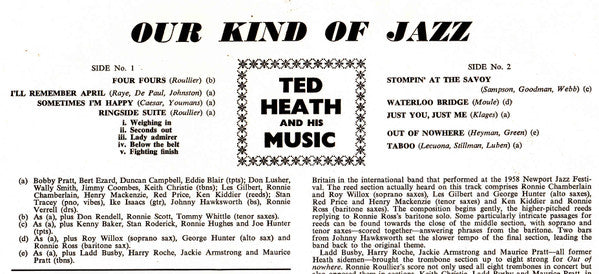 OUR KIND OF JAZZ
SIDE No. 1
FOUR FOURS (Roullier) (b)
I'LL REMEMBER APRIL (Raye, De Paul, Johnston) (a)
SOMETIMES I'M HAPPY (Caesar, Youmans) (a)
RINGSIDE SUITE (Roullier) (a)
i. Weighing in
ii. Seconds out
iii. Lady admirer
iv. Below the belt
v. Fighting finish
TED
HEATH
AND HIS
MUSIC
SIDE No. 2
STOMPIN' AT THE SAVOY
(Sampson, Goodman, Webb) (c)
WATERLOO BRIDGE (Moule) (d)
JUST YOU, JUST ME (Klages) (a)
OUT OF NOWHERE (Heyman, Green) (e)
TABOO (Lecuona, Stillman, Luben) (a)
(a) Bobby Pratt, Bert Ezard, Duncan Campbell, Eddie Blair (tpts); Don Lusher,
Wally Smith, Jimmy Coombes, Keith Christie (tbns); Les Gilbert, Ronnie
Chamberlain, Henry Mackenzie, Red Price, Ken Kiddier (reeds); Stan
Tracey (pno, vibes), Ike Isaacs (gtr), Johnny Hawksworth (bs), Ronnie
Verrell (drs).
(b) As (a), plus Don Rendell, Ronnie Scott, Tommy Whittle (tenor saxes).
(c) As (a), plus Kenny Baker, Stan Roderick, Ronnie Hughes and Joe Hunter
(tpts).
(d) As (a), plus Roy Willox (soprano sax), George Hunter (alto sax) and
Ronnie Ross (baritone sax).
(e) As (a), plus Ladd Busby, Harry Roche, Jackie Armstrong and Maurice
Pratt (tbns).
Britain in the international band that performed at the 1958 Newport Jazz Festi-
val. The reed section actually heard on this track comprises Ronnie Chamberlain
and Roy Willox (soprano saxes), Les Gilbert and George Hunter (alto saxes),
Red Price and Henry Mackenzie (tenor saxes) and Ken Kiddier and Ronnie
Ross (baritone saxes). The composition begins gently, the higher-pitched reeds
replying to Ronnie Ross's baritone solo. Some particularly intricate passages for
reeds can be found towards the close of the middle section, with soprano and
tenor saxes—scored together—answering phrases from the baritone. Two bars
from Johnny Hawksworth set the slower tempo of the final section, leading the
band back to the original theme.
Ladd Busby, Harry Roche, Jackie Armstrong and Maurice Pratt—all former
Heath sidemen—brought the trombone section up to eight strong for Out of
nowhere. Ronnie Roullier's score not only used all eight trombones in concert but